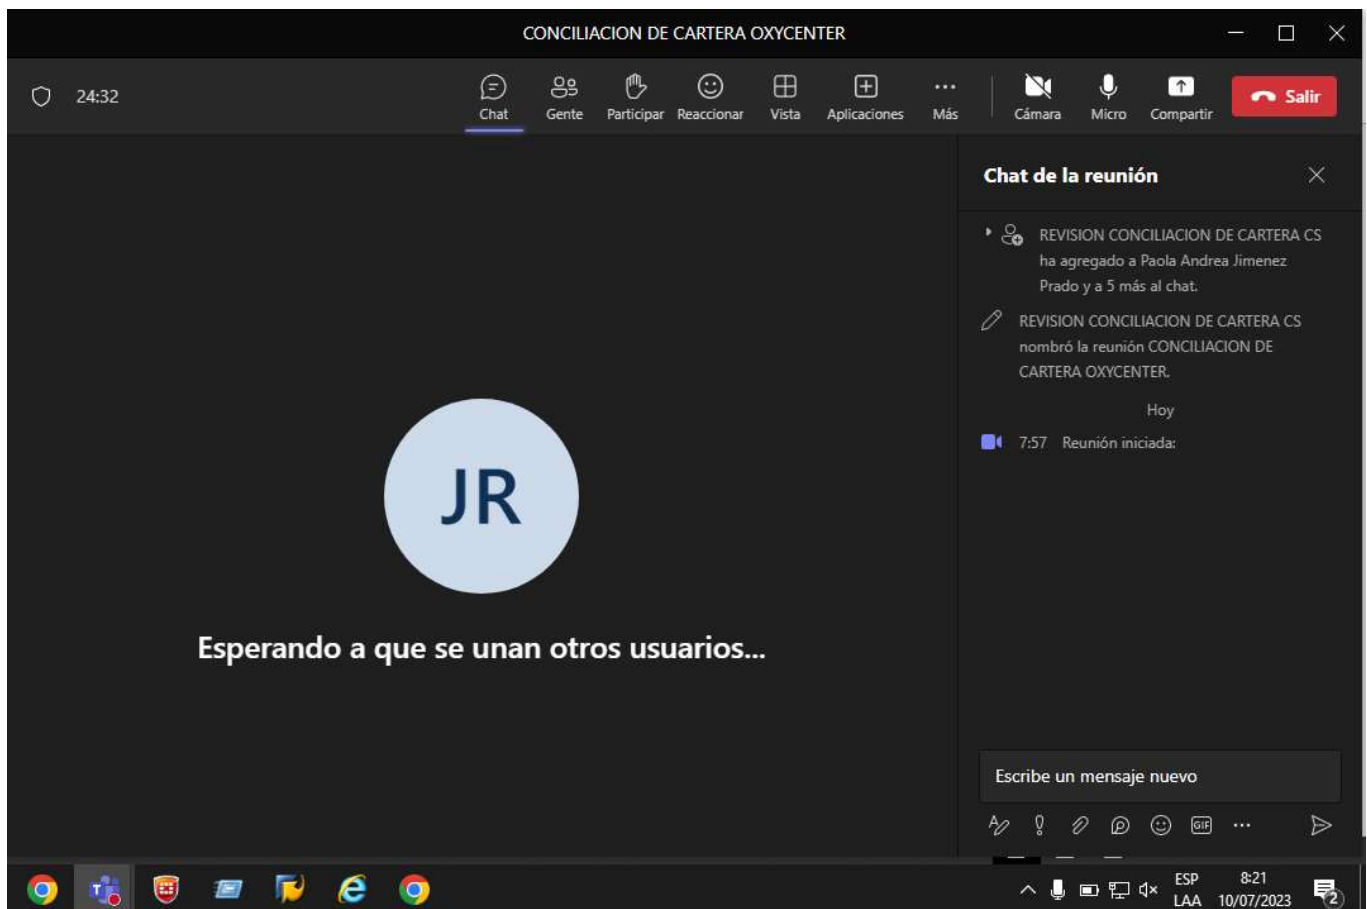 CONCILIACION DE CARTERA OXYCENTER
24:32
Chat
Gente
Participar
Reaccionar
Vista
Aplicaciones
Más
Cámara
Micro
Compartir
Salir
JR
Esperando a que se unan otros usuarios...
Chat de la reunión
REVISION CONCILIACION DE CARTERA CS
ha agregado a Paola Andrea Jimenez
Prado y a 5 más al chat.
REVISION CONCILIACION DE CARTERA CS
nombró la reunión CONCILIACION DE
CARTERA OXYCENTER.
Hoy
7:57 Reunión iniciada:
Escribe un mensaje nuevo
GIF
ESP
LAA
8:21
10/07/2023
2